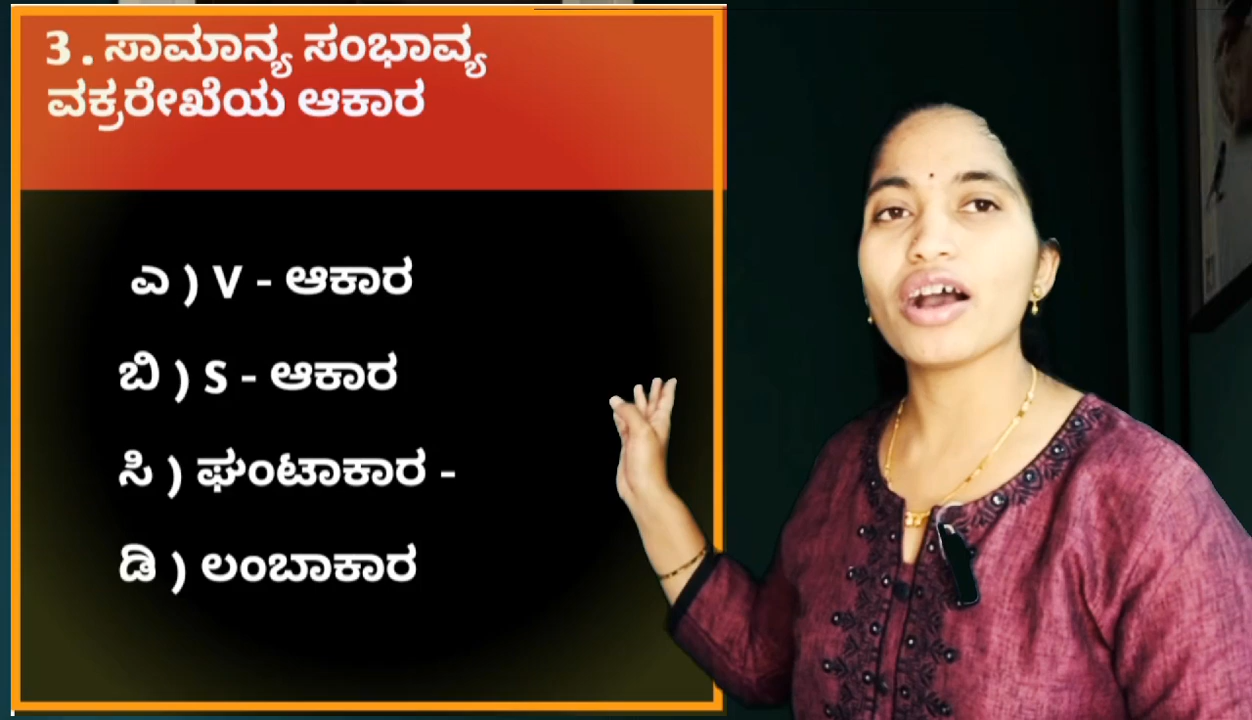 3 . ಸಾಮಾನ್ಯ ಸಂಭಾವ್ಯ
ವಕ್ರರೇಖೆಯ ಆಕಾರ
ಎ ) V - ಆಕಾರ
ಬಿ ) S - ಆಕಾರ
ಸಿ ) ಘಂಟಾಕಾರ -
ಡಿ ) ಲಂಬಾಕಾರ